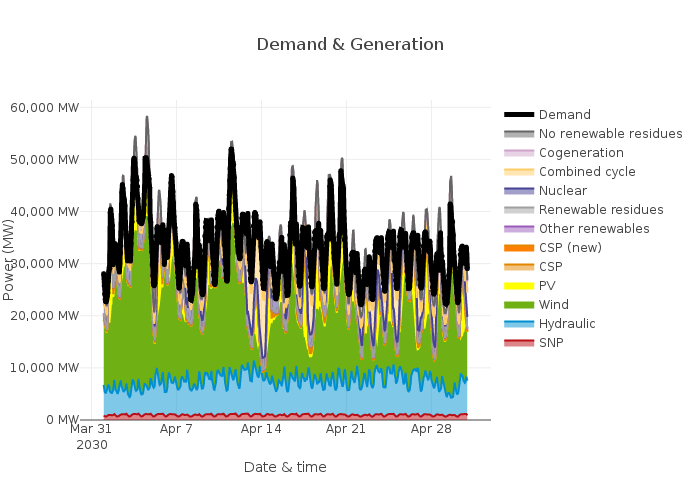 Demand & Generation
60,000 MW
50,000 MW
40,000 MW
30,000 MW
20,000 MW
10,000 MW
0 MW
Power (MW)
Mar 31
2030
Apr 7
Apr 14
Apr 21
Apr 28
Date & time
Demand
No renewable residues
Cogeneration
Combined cycle
Nuclear
Renewable residues
Other renewables
CSP (new)
CSP
PV
Wind
Hydraulic
SNP